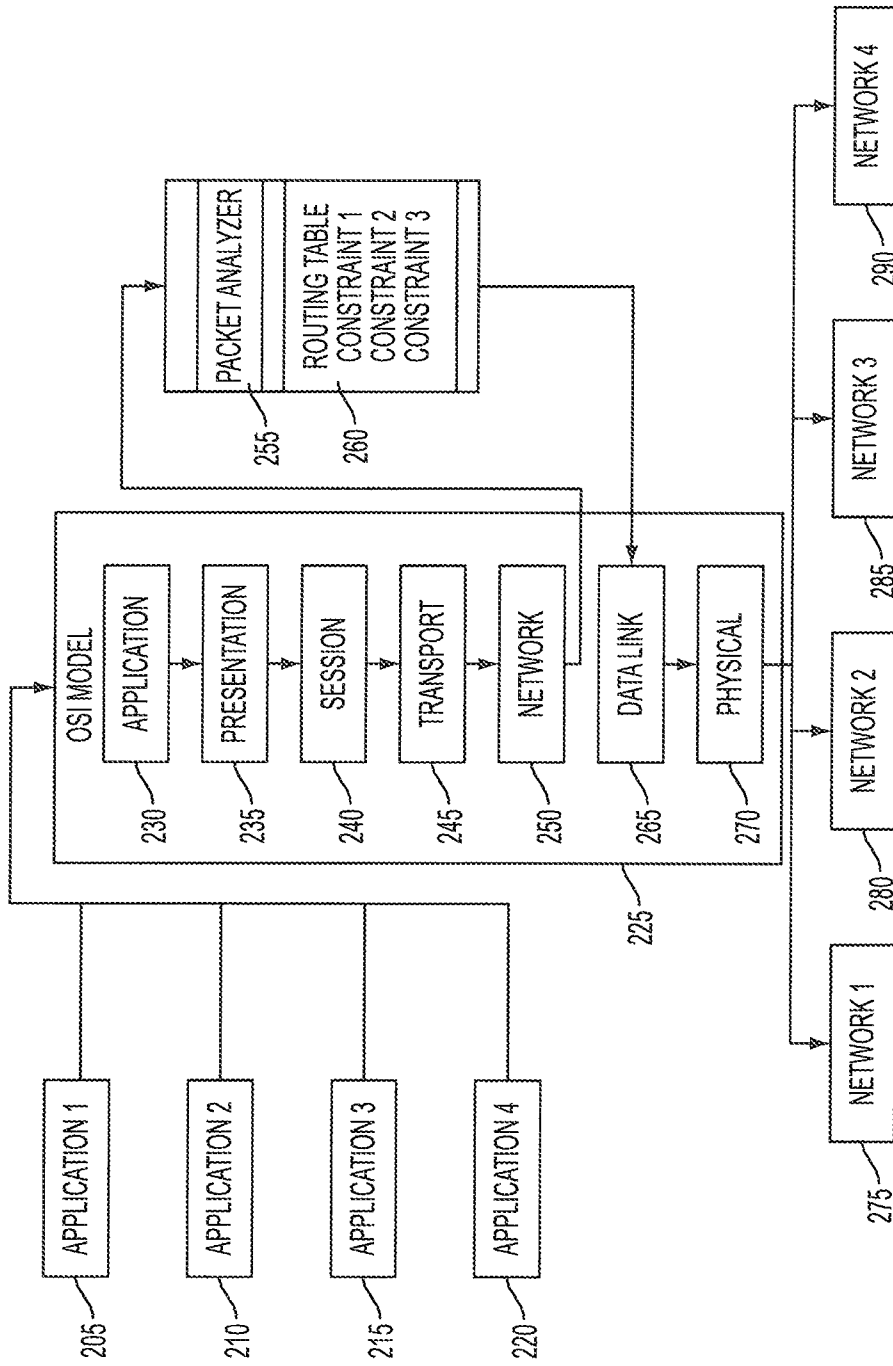 205
APPLICATION 1
210
APPLICATION 2
215
APPLICATION 3
220
APPLICATION 4
OSI MODEL
230
APPLICATION
235
PRESENTATION
240
SESSION
245
TRANSPORT
250
NETWORK
265
DATA LINK
270
PHYSICAL
225
PACKET ANALYZER
255
ROUTING TABLE
CONSTRAINT 1
CONSTRAINT 2
CONSTRAINT 3
260
NETWORK 1
275
NETWORK 2
280
NETWORK 3
285
NETWORK 4
290